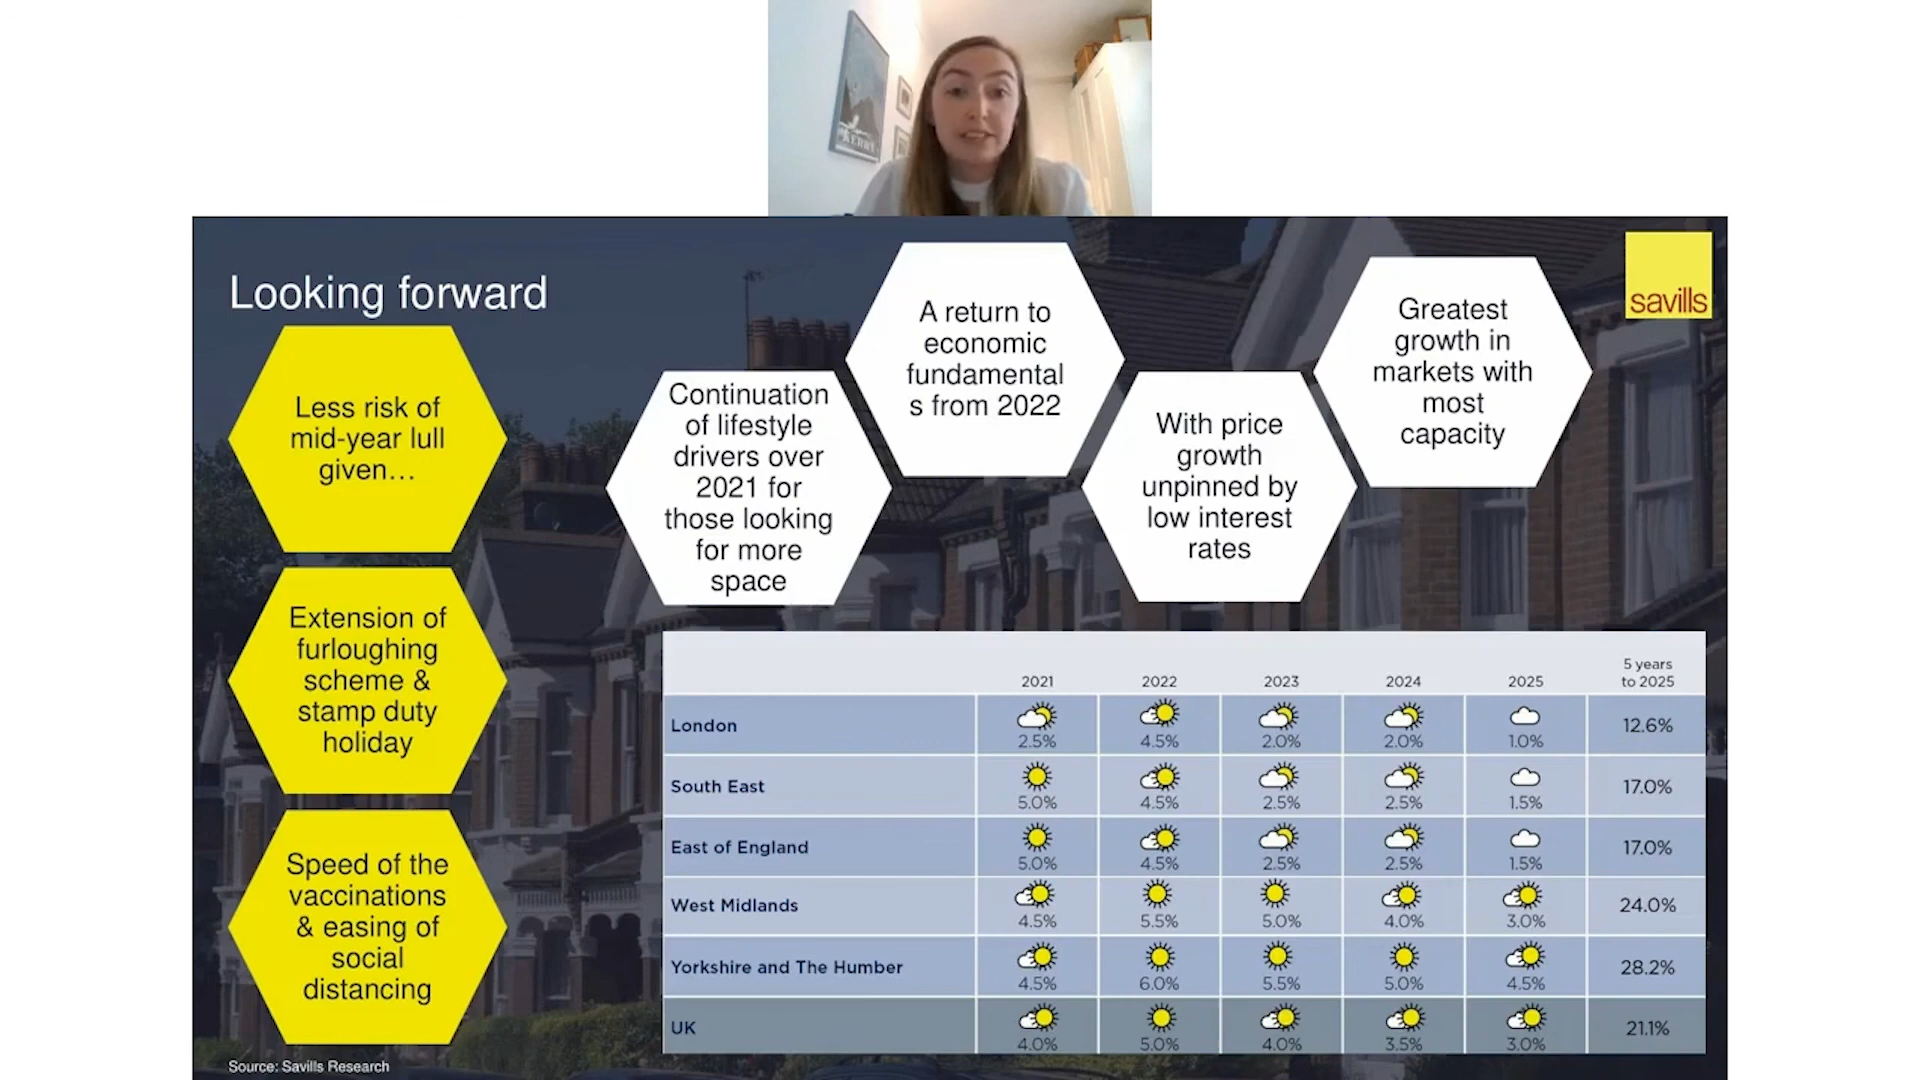 KERRY
Looking forward
savills
Less risk of
mid-year lull
given…
Extension of
furloughing
scheme &
stamp duty
holiday
Speed of the
vaccinations
& easing of
social
distancing
Continuation
of lifestyle
drivers over
2021 for
those looking
for more
space
A return to
economic
fundamental
s from 2022
With price
growth
unpinned by
low interest
rates
Greatest
growth in
markets with
most
capacity
2021 2022 2023 2024 2025 5 years
to 2025
London 2.5% 4.5% 2.0% 2.0% 1.0% 12.6%
South East 5.0% 4.5% 2.5% 2.5% 1.5% 17.0%
East of England 5.0% 4.5% 2.5% 2.5% 1.5% 17.0%
West Midlands 4.5% 5.5% 5.0% 4.0% 3.0% 24.0%
Yorkshire and The Humber 4.5% 6.0% 5.5% 5.0% 4.5% 28.2%
UK 4.0% 5.0% 4.0% 3.5% 3.0% 21.1%
Source: Savills Research